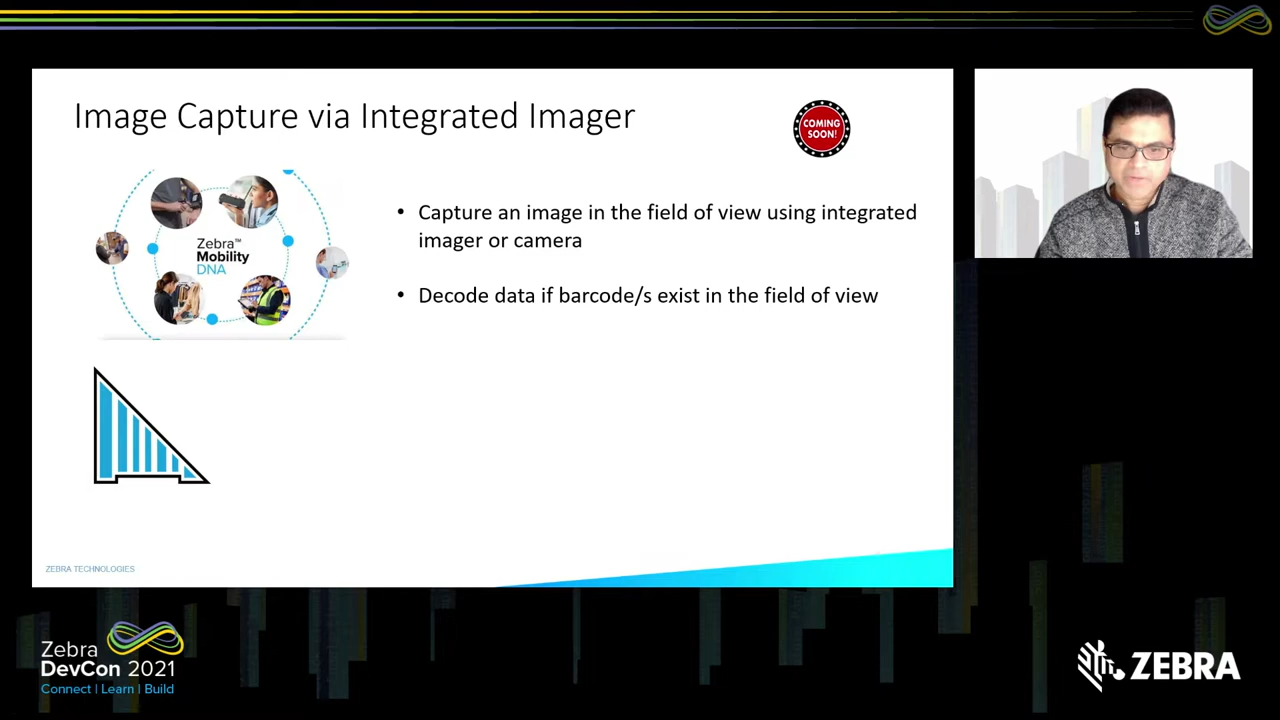 Image Capture via Integrated Imager
COMING
SOON!
Zebra™
Mobility
DNA
• Capture an image in the field of view using integrated
imager or camera
• Decode data if barcode/s exist in the field of view
ZEBRA TECHNOLOGIES
Zebra
DevCon 2021
Connect | Learn | Build
ZEBRA